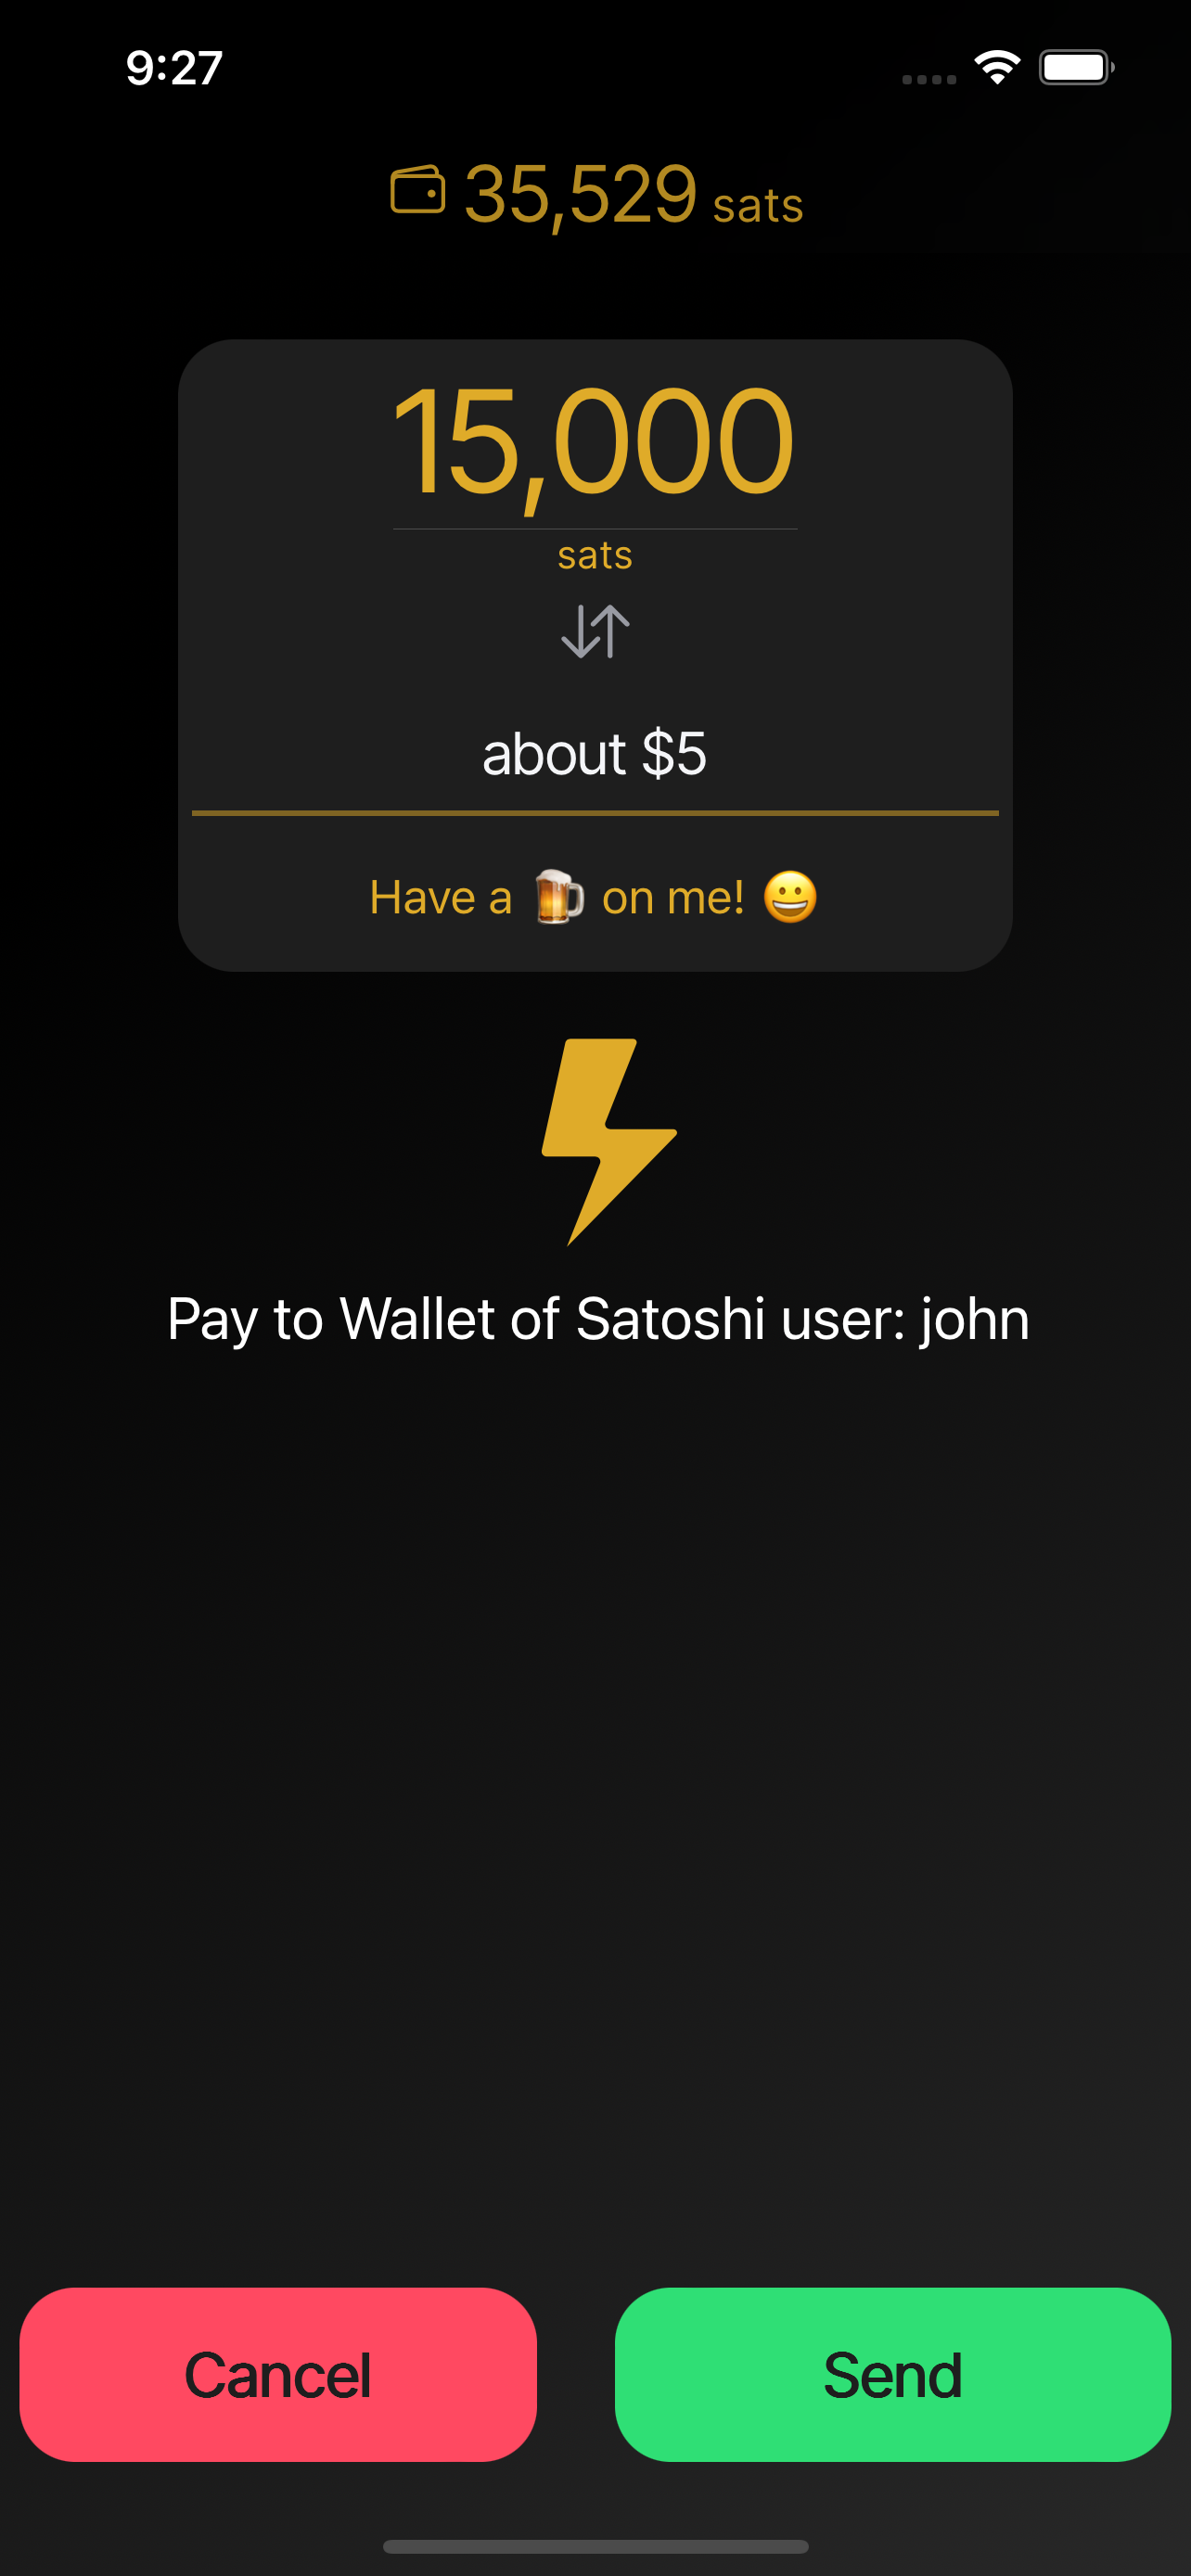 9:27
35,529 sats
15,000
sats
about $5
Have a 🍺 on me! 😀
Pay to Wallet of Satoshi user: john
Cancel
Send